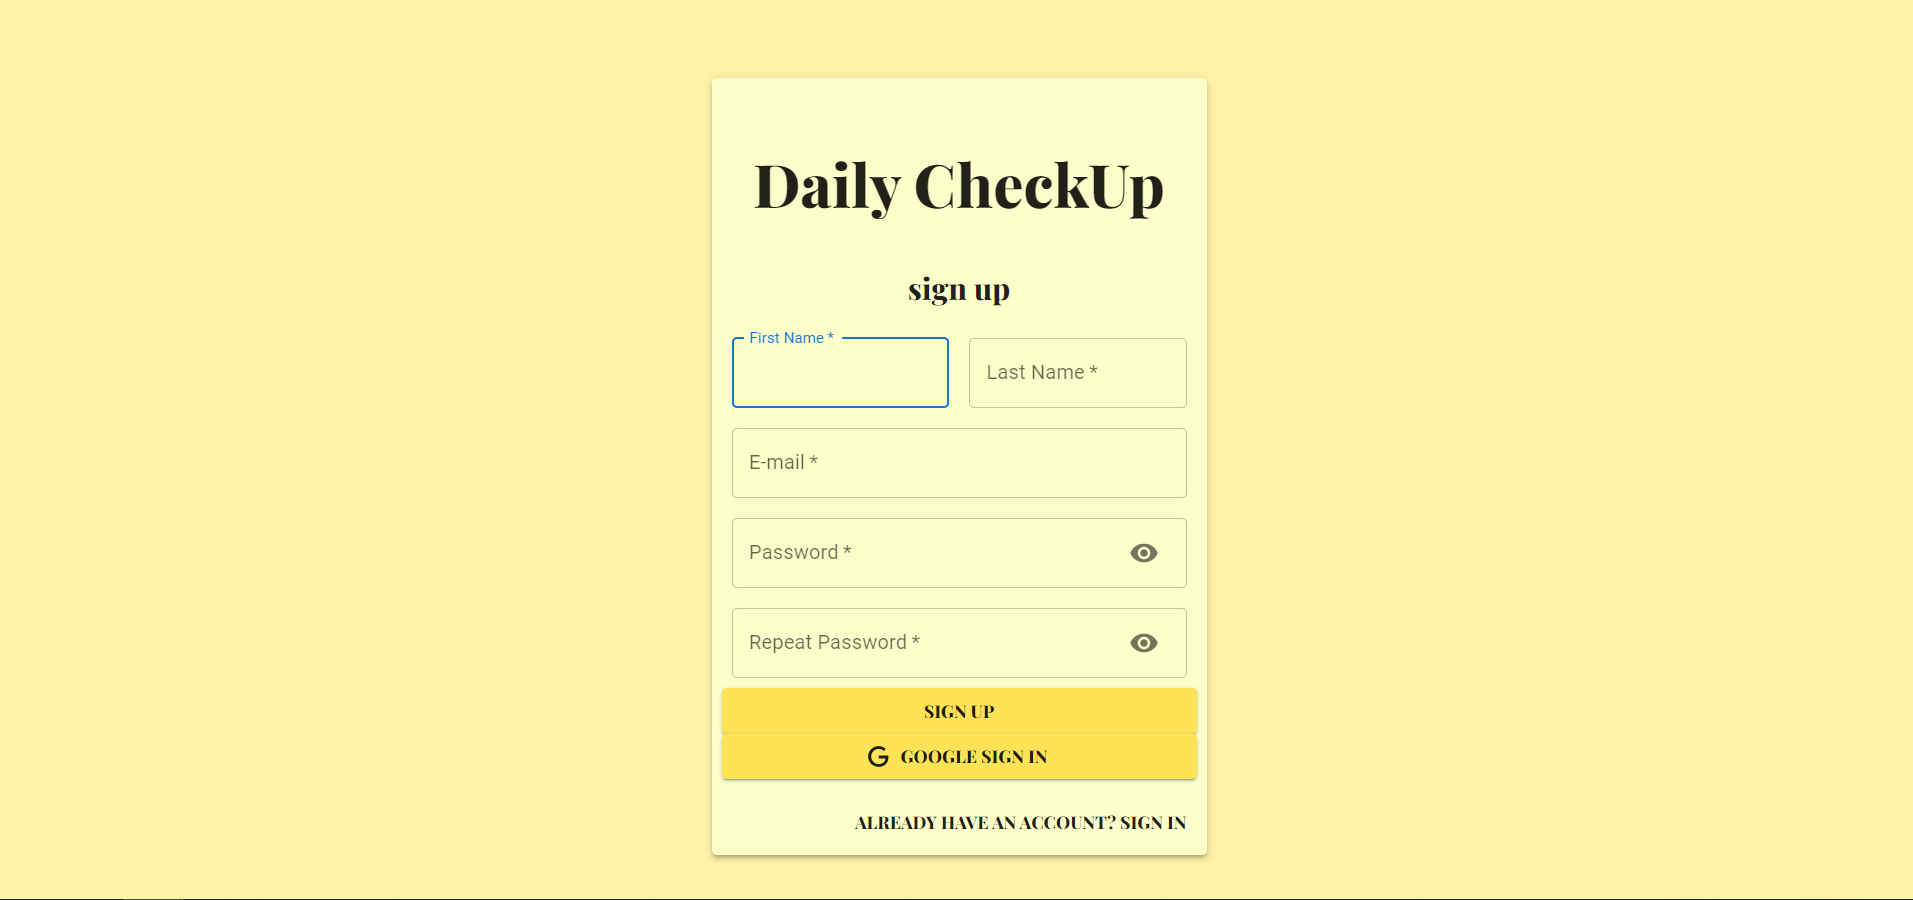 Daily CheckUp
sign up
First Name *
Last Name *
E-mail *
Password *
Repeat Password *
SIGN UP
GOOGLE SIGN IN
ALREADY HAVE AN ACCOUNT? SIGN IN